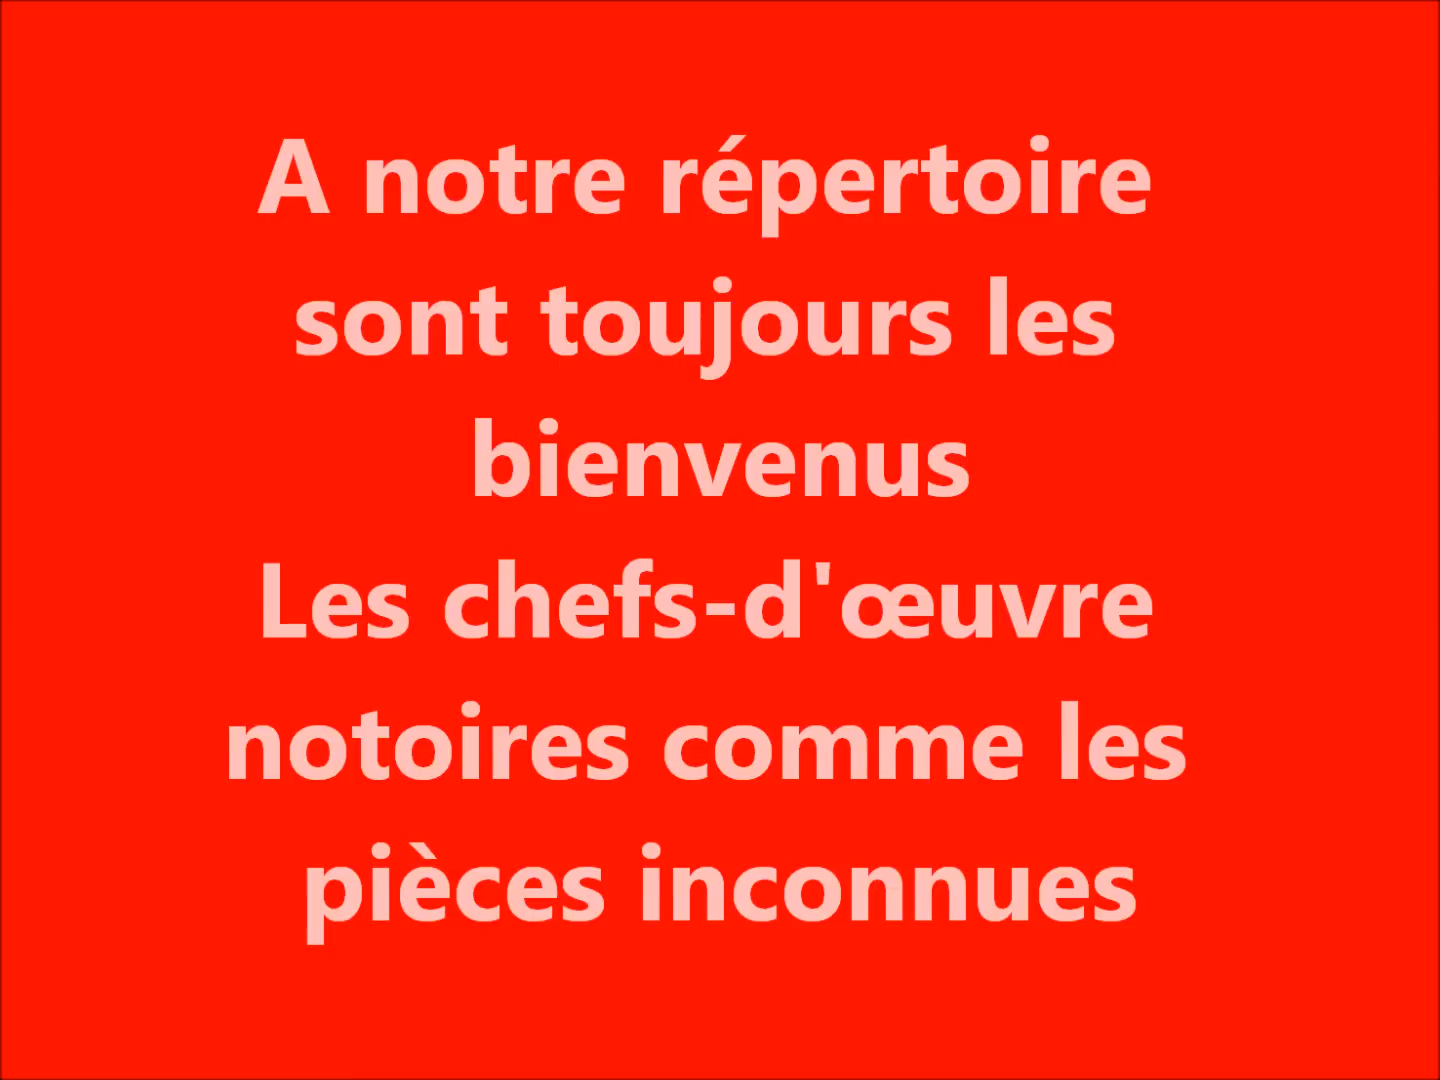 A notre répertoire
sont toujours les
bienvenus
Les chefs-d'œuvre
notoires comme les
pièces inconnues